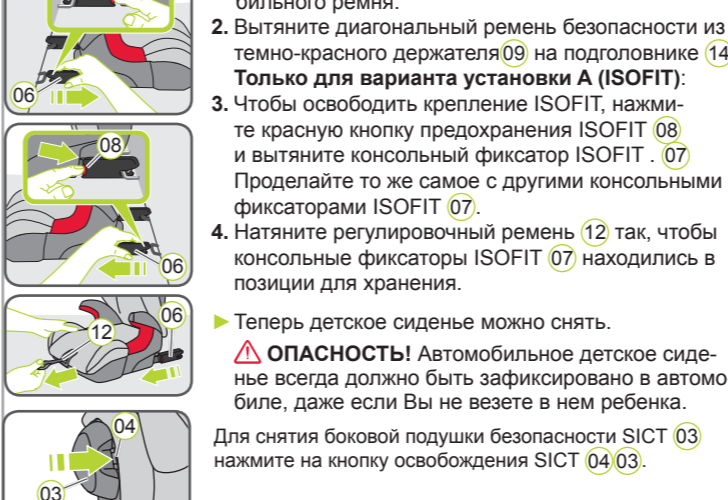 бильного ремня.
2. Вытяните диагональный ремень безопасности из
темно-красного держателя 09 на подголовнике 14
Только для варианта установки A (ISOFIT):
3. Чтобы освободить крепление ISOFIT, нажми-
те красную кнопку предохранения ISOFIT 08
и вытяните консольный фиксатор ISOFIT . 07
Проделайте то же самое с другими консольными
фиксаторами ISOFIT 07.
4. Натяните регулировочный ремень 12 так, чтобы
консольные фиксаторы ISOFIT 07 находились в
позиции для хранения.
Теперь детское сиденье можно снять.
ОПАСНОСТЬ! Автомобильное детское сиде-
нье всегда должно быть зафиксировано в автомо
биле, даже если Вы не везете в нем ребенка.
Для снятия боковой подушки безопасности SICT 03
нажмите на кнопку освобождения SICT 04 03.
06
08
06
06
12
04
03